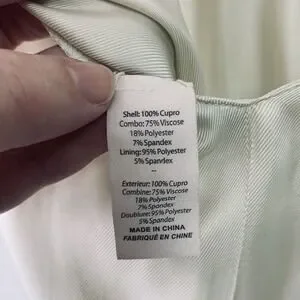 Shell: 100% Cupro
Combo: 75% Viscose
18% Polyester
7% Spandex
Lining: 95% Polyester
5% Spandex
--
Exterieur: 100% Cupro
Combine: 75% Viscose
18% Polyester
7% Spandex
Doublure: 95% Polyester
5% Spandex
MADE IN CHINA
FABRIQUÉ EN CHINE